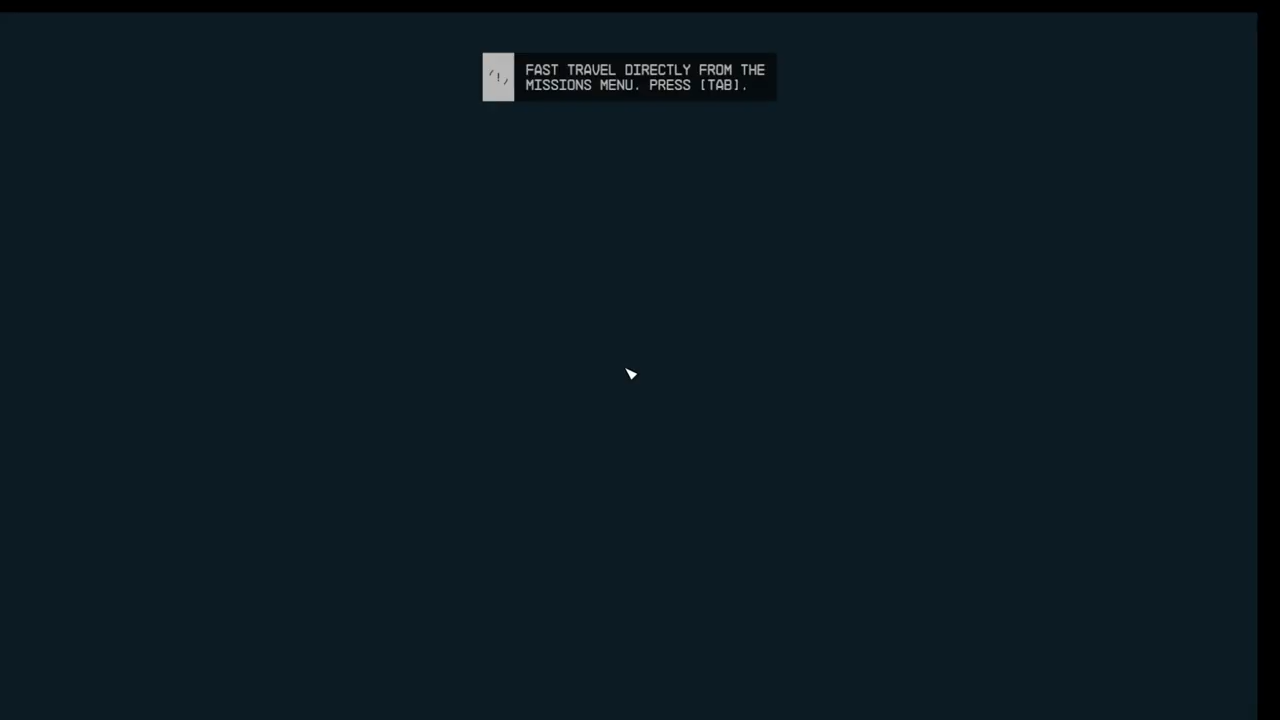 FAST TRAVEL DIRECTLY FROM THE
MISSIONS MENU. PRESS [TAB].